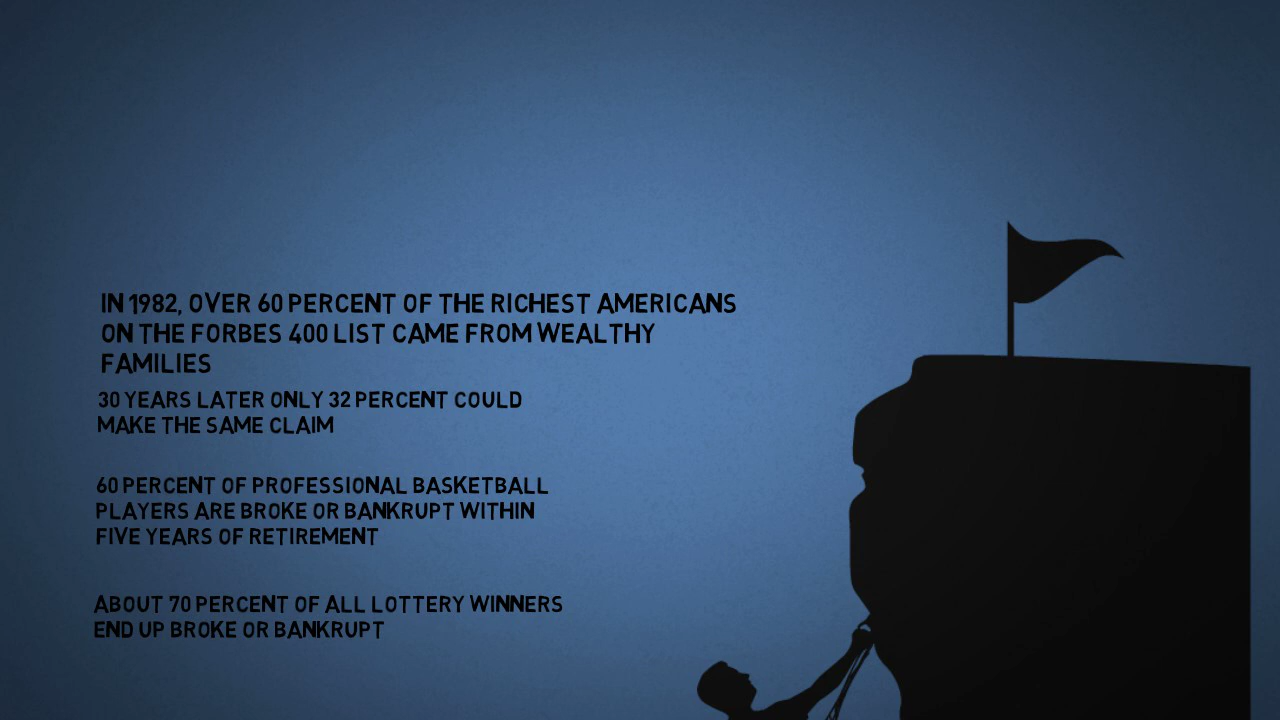 IN 1982, OVER 60 PERCENT OF THE RICHEST AMERICANS
ON THE FORBES 400 LIST CAME FROM WEALTHY
FAMILIES
30 YEARS LATER ONLY 32 PERCENT COULD
MAKE THE SAME CLAIM
60 PERCENT OF PROFESSIONAL BASKETBALL
PLAYERS ARE BROKE OR BANKRUPT WITHIN
FIVE YEARS OF RETIREMENT
ABOUT 70 PERCENT OF ALL LOTTERY WINNERS
END UP BROKE OR BANKRUPT